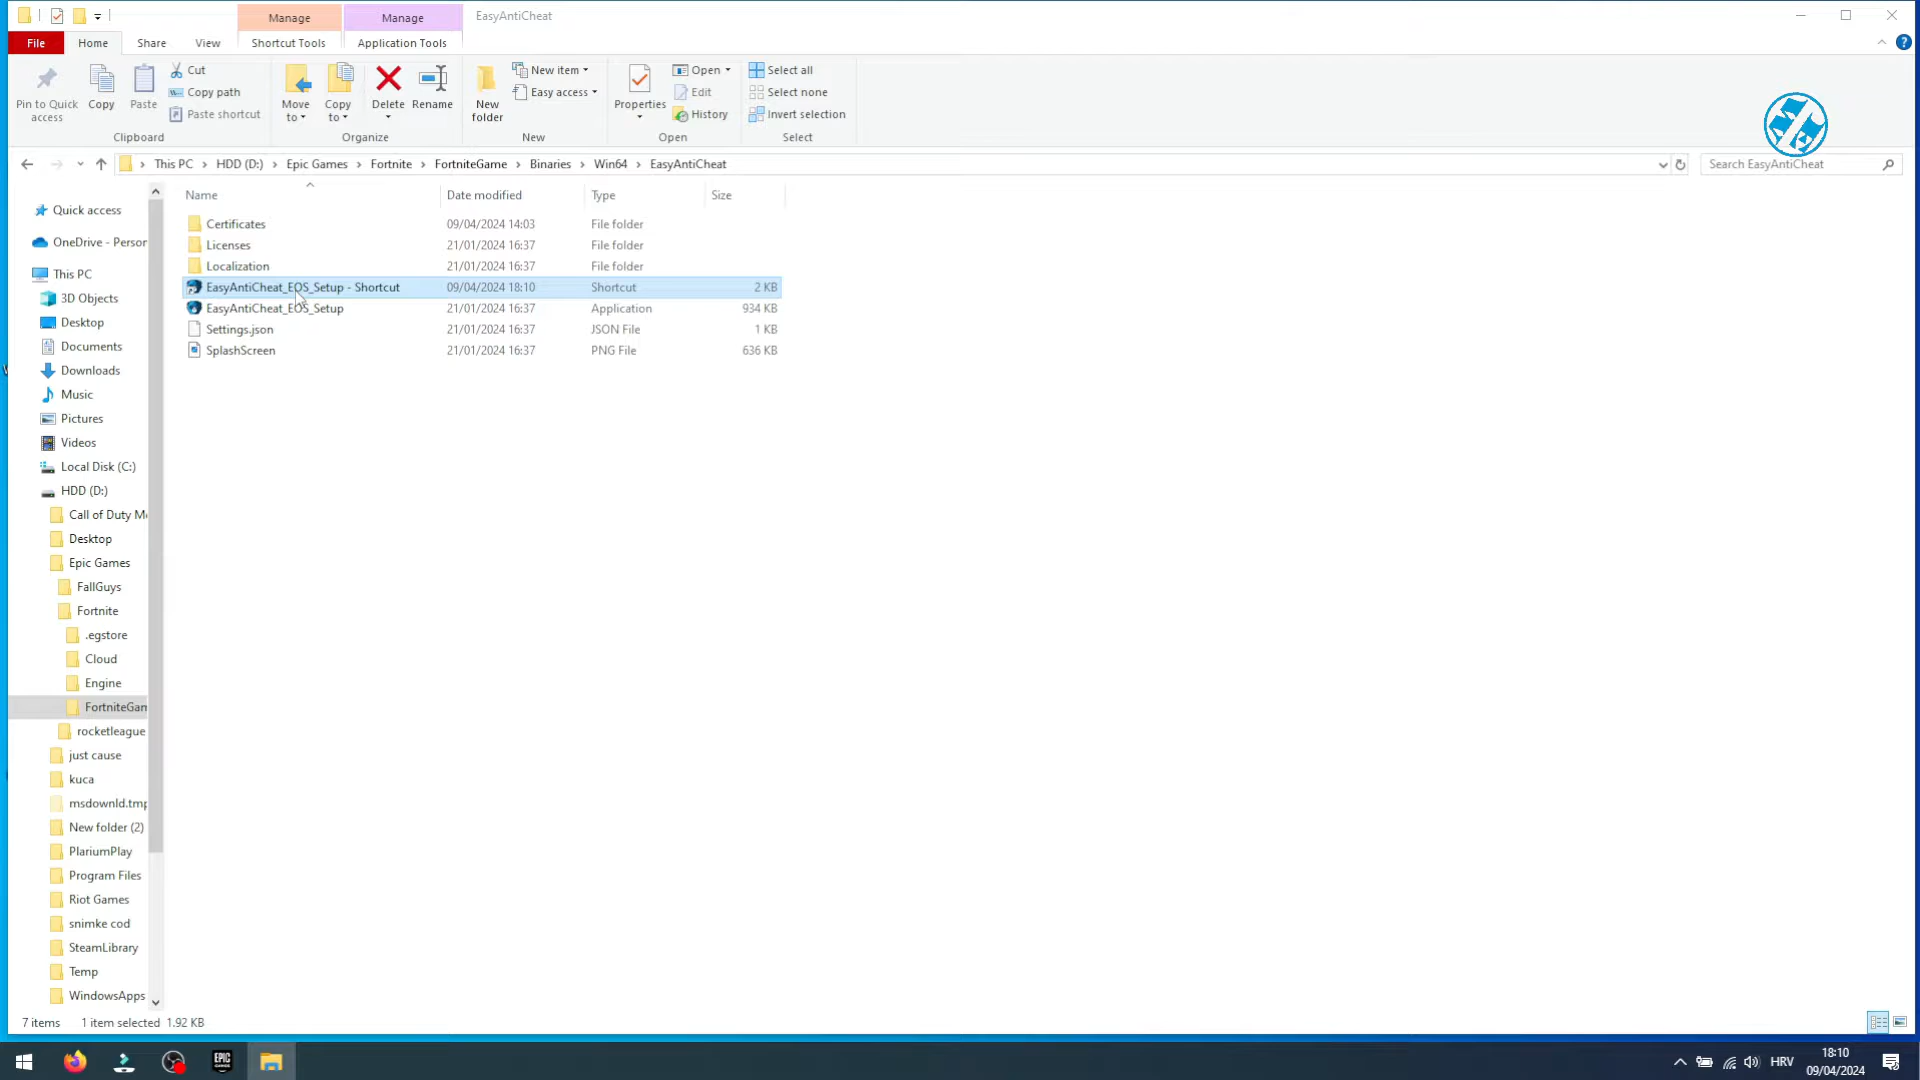 Manage
Manage
EasyAntiCheat
File
Home
Share
View
Shortcut Tools
Application Tools
Pin to Quick access
Copy
Paste
Cut
Copy path
Paste shortcut
Clipboard
Move to
Copy to
Delete
Rename
Organize
New folder
New item
Easy access
New
Properties
Open
Edit
History
Open
Select all
Select none
Invert selection
Select
This PC
HDD (D:)
Epic Games
Fortnite
FortniteGame
Binaries
Win64
EasyAntiCheat
Search EasyAntiCheat
Name Date modified Type Size
Certificates 09/04/2024 14:03 File folder
Licenses 21/01/2024 16:37 File folder
Localization 21/01/2024 16:37 File folder
EasyAntiCheat_EOS_Setup - Shortcut 09/04/2024 18:10 Shortcut 2 KB
EasyAntiCheat_EOS_Setup 21/01/2024 16:37 Application 934 KB
Settings.json 21/01/2024 16:37 JSON File 1 KB
SplashScreen 21/01/2024 16:37 PNG File 636 KB
Quick access
OneDrive - Person
This PC
3D Objects
Desktop
Documents
Downloads
Music
Pictures
Videos
Local Disk (C:)
HDD (D:)
Call of Duty M
Desktop
Epic Games
FallGuys
Fortnite
.egstore
Cloud
Engine
FortniteGam
rocketleague
just cause
kuca
msdownld.tmp
New folder (2)
PlariumPlay
Program Files
Riot Games
snimke cod
SteamLibrary
Temp
WindowsApps
7 items 1 item selected 1.92 KB
EPIC
GAMES
HRV
18:10
09/04/2024